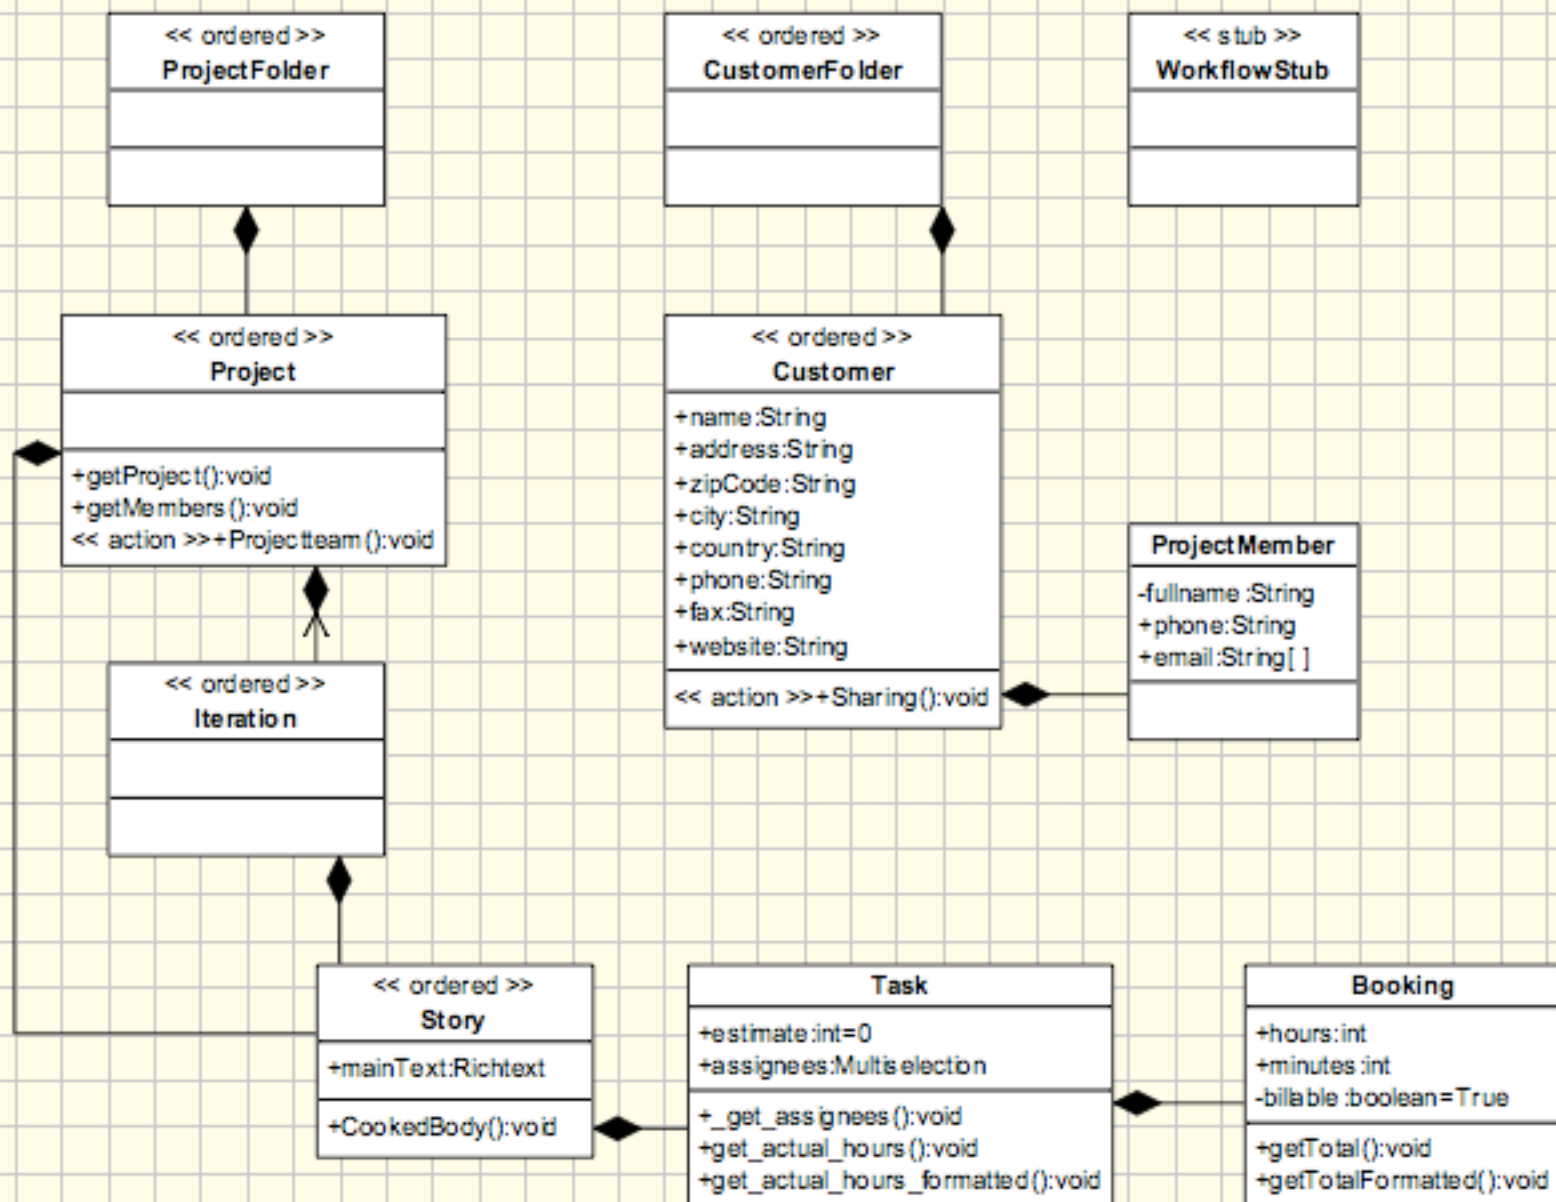 << ordered >>
ProjectFolder
<< ordered >>
CustomerFolder
<< stub >>
WorkflowStub
<< ordered >>
Project
+getProject():void
+getMembers():void
<< action >>+Projectteam():void
<< ordered >>
Customer
+name:String
+address:String
+zipCode:String
+city:String
+country:String
+phone:String
+fax:String
+website:String
<< action >>+Sharing():void
ProjectMember
-fullname:String
+phone:String
+email:String[ ]
<< ordered >>
Iteration
<< ordered >>
Story
+mainText:Richtext
+CookedBody():void
Task
+estimate:int=0
+assignees:Multiselection
+_get_assignees():void
+get_actual_hours():void
+get_actual_hours_formatted():void
Booking
+hours:int
+minutes:int
-billable:boolean=True
+getTotal():void
+getTotalFormatted():void